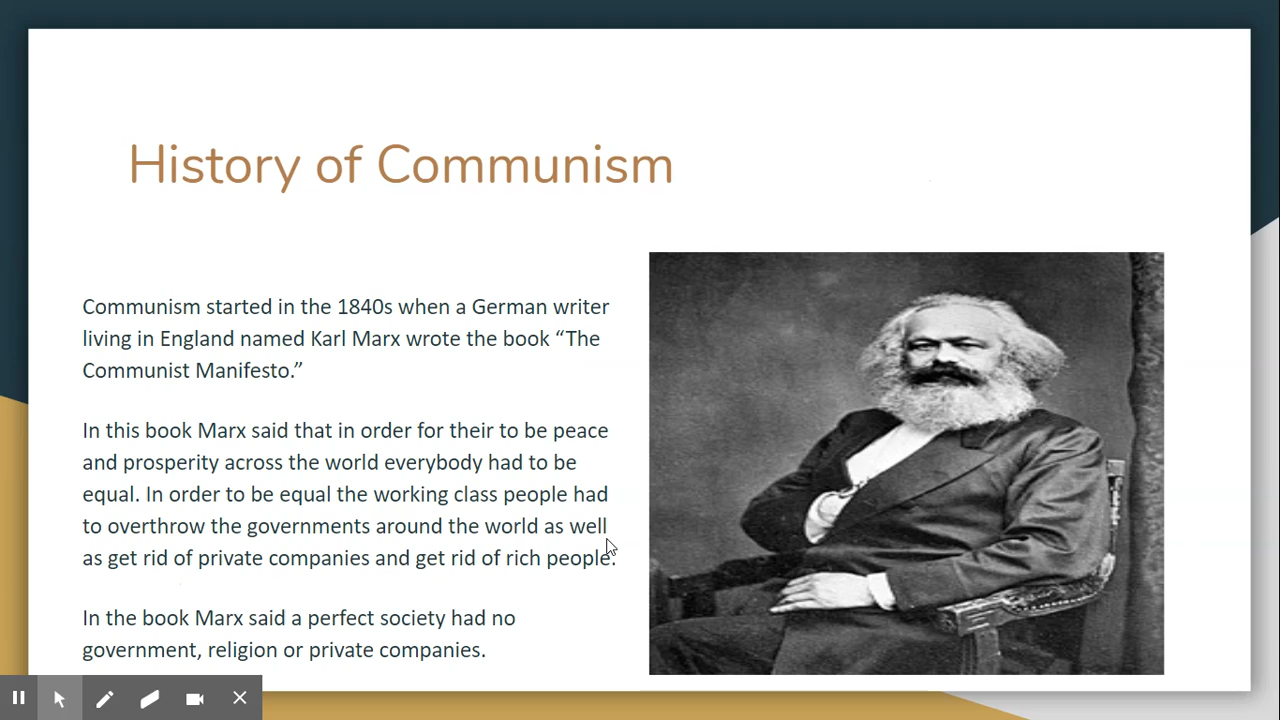 History of Communism
Communism started in the 1840s when a German writer
living in England named Karl Marx wrote the book “The
Communist Manifesto.”
In this book Marx said that in order for their to be peace
and prosperity across the world everybody had to be
equal. In order to be equal the working class people had
to overthrow the governments around the world as well
as get rid of private companies and get rid of rich people.
In the book Marx said a perfect society had no
government, religion or private companies.